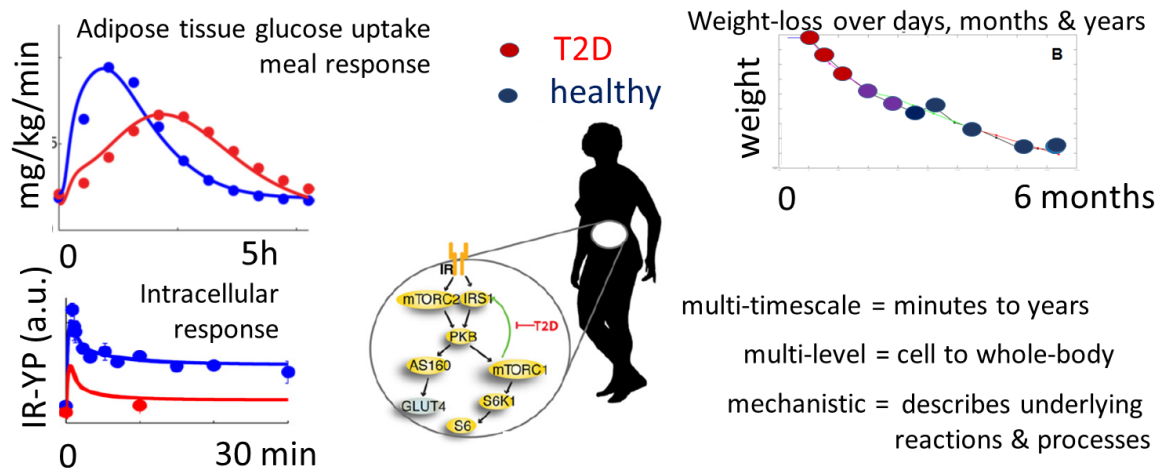 Adipose tissue glucose uptake
meal response
mg/kg/min
5
0
5h
T2D
healthy
Weight-loss over days, months & years
B
weight
0
6 months
Intracellular
response
IR-YP (a.u.)
0
30 min
IR
mTORC2
IRS1
T2D
PKB
AS160
mTORC1
GLUT4
S6K1
S6
multi-timescale = minutes to years
multi-level = cell to whole-body
mechanistic = describes underlying
reactions & processes